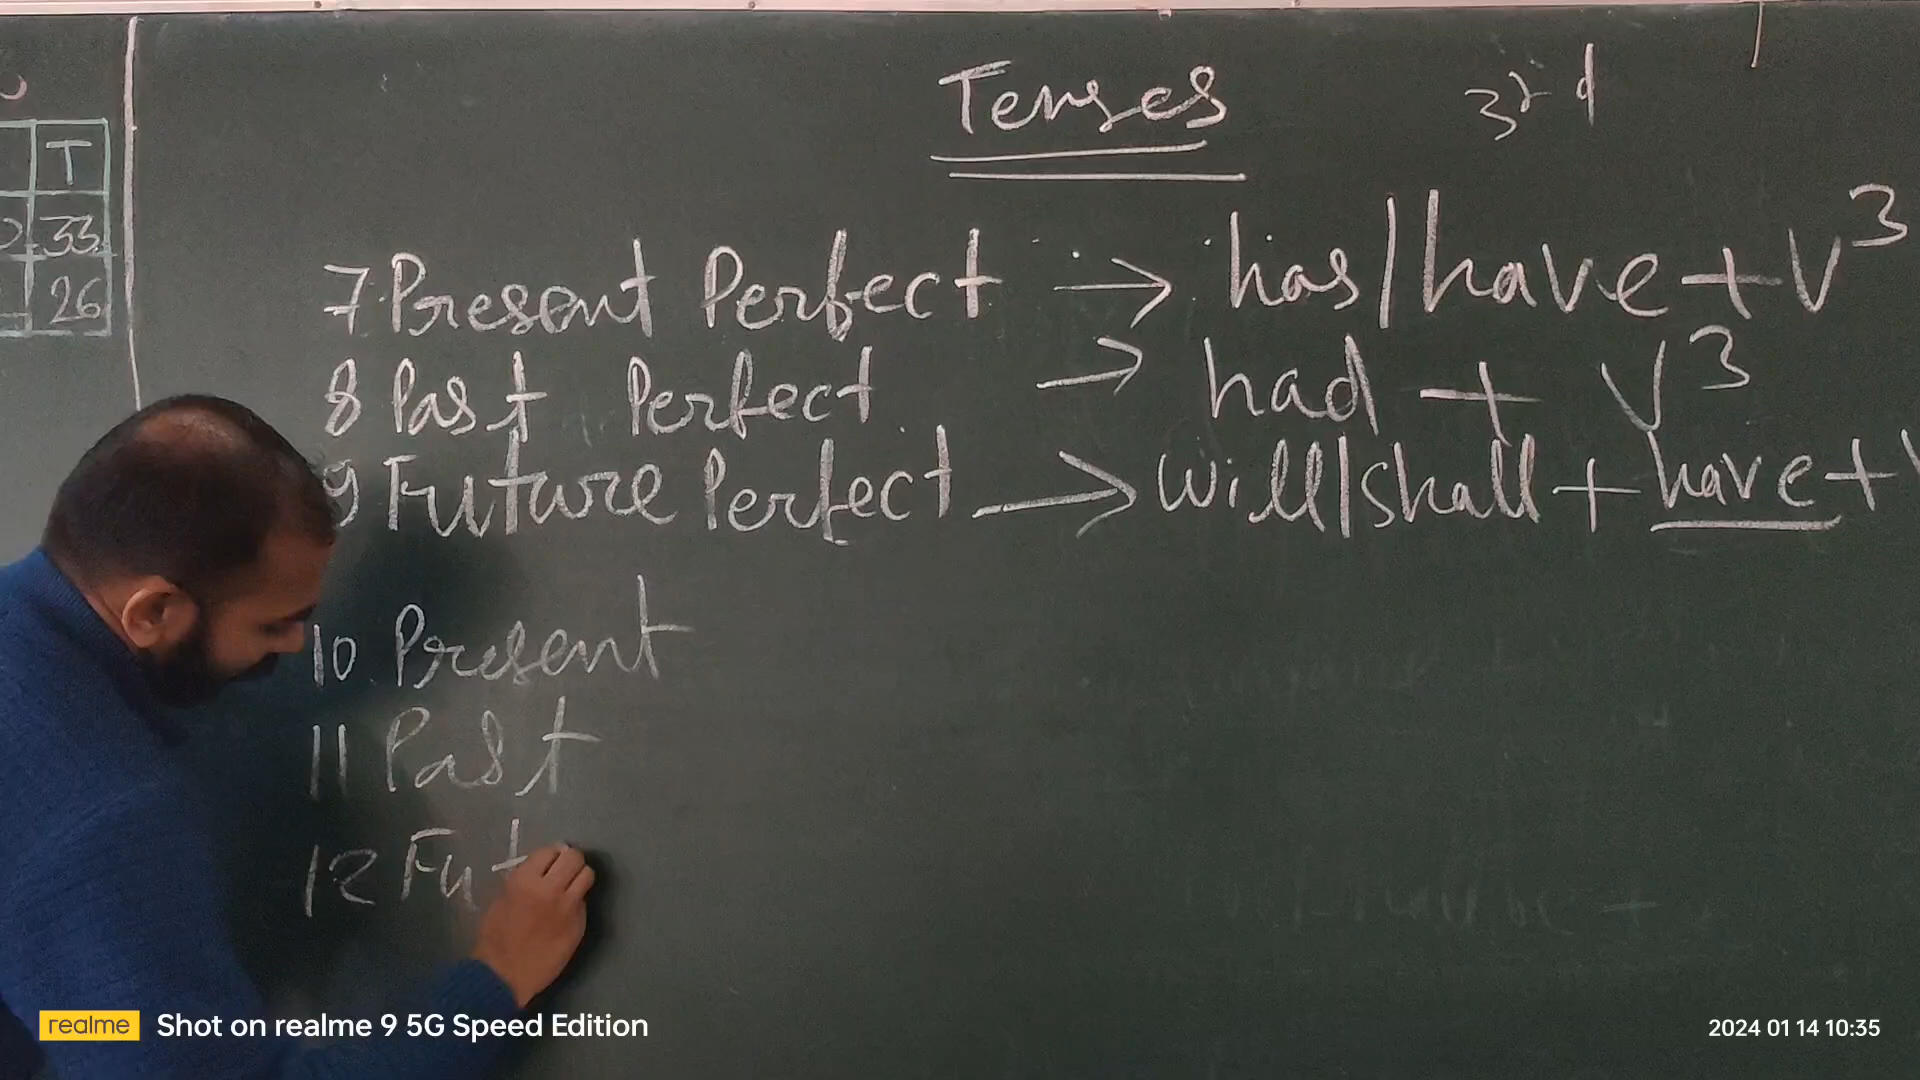 Tenses 3rd
T
33
26
7. Present Perfect → has/have + V3
8 Past Perfect → had + V3
9 Future Perfect → will/shall + have +
10. Present
11 Past
12 Fut
realme Shot on realme 9 5G Speed Edition
2024 01 14 10:35